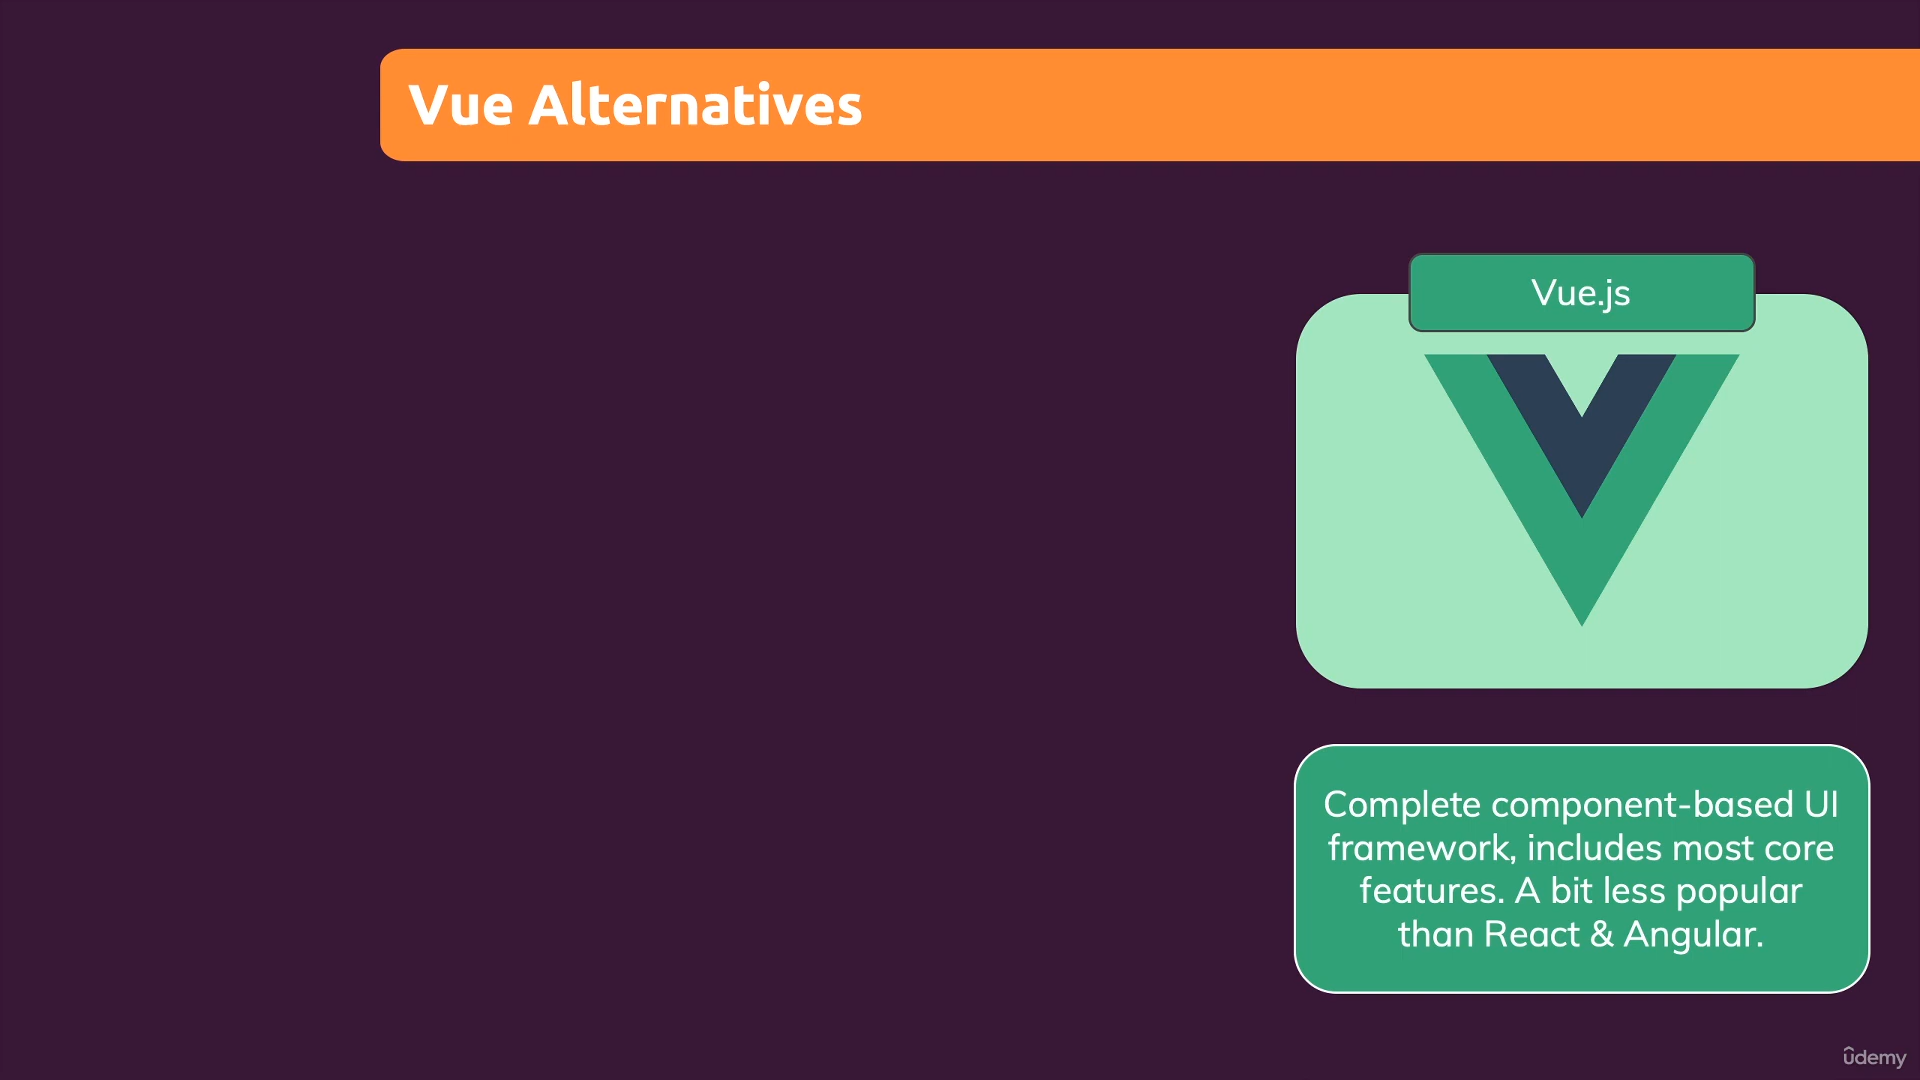 Vue Alternatives
Vue.js
Complete component-based UI
framework, includes most core
features. A bit less popular
than React & Angular.
ûdemy